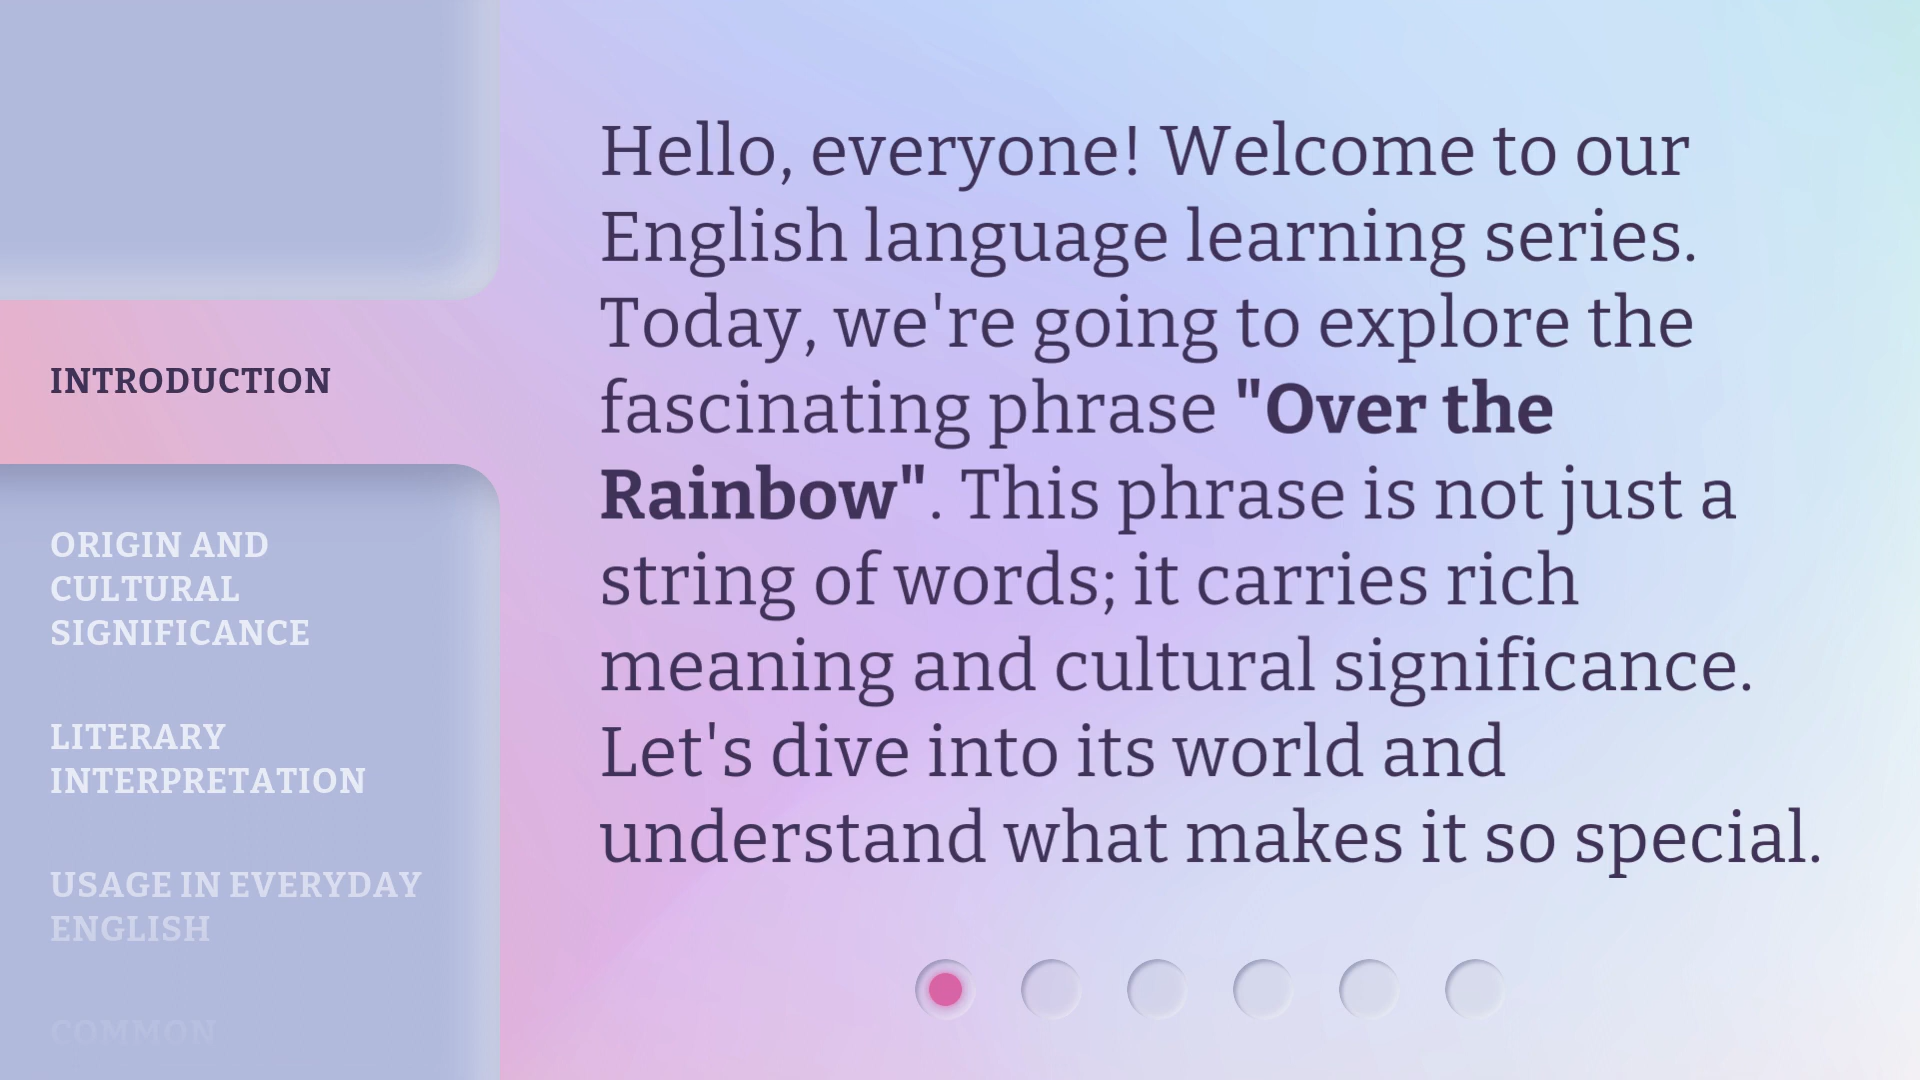 INTRODUCTION
ORIGIN AND
CULTURAL
SIGNIFICANCE
LITERARY
INTERPRETATION
USAGE IN EVERYDAY
ENGLISH
COMMON
Hello, everyone! Welcome to our
English language learning series.
Today, we're going to explore the
fascinating phrase "Over the
Rainbow". This phrase is not just a
string of words; it carries rich
meaning and cultural significance.
Let's dive into its world and
understand what makes it so special.